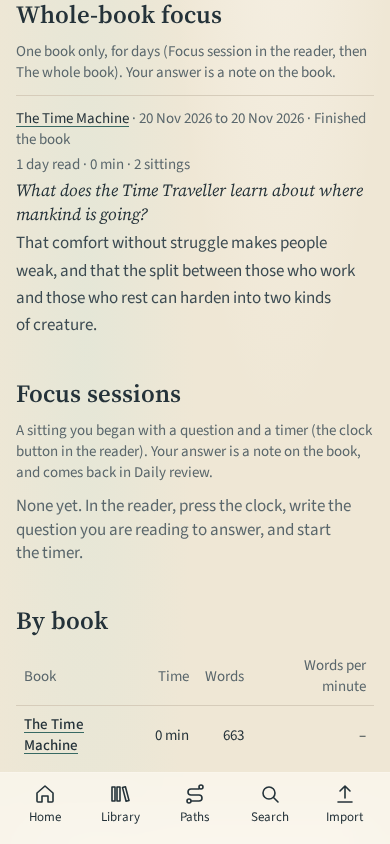 Whole-book focus
One book only, for days (Focus session in the reader, then
The whole book). Your answer is a note on the book.
The Time Machine · 20 Nov 2026 to 20 Nov 2026 · Finished
the book
1 day read · 0 min · 2 sittings
What does the Time Traveller learn about where
mankind is going?
That comfort without struggle makes people
weak, and that the split between those who work
and those who rest can harden into two kinds
of creature.
Focus sessions
A sitting you began with a question and a timer (the clock
button in the reader). Your answer is a note on the book,
and comes back in Daily review.
None yet. In the reader, press the clock, write the
question you are reading to answer, and start
the timer.
By book
Book Time Words Words per
minute
The Time
Machine 0 min 663 –
Home Library Paths Search Import